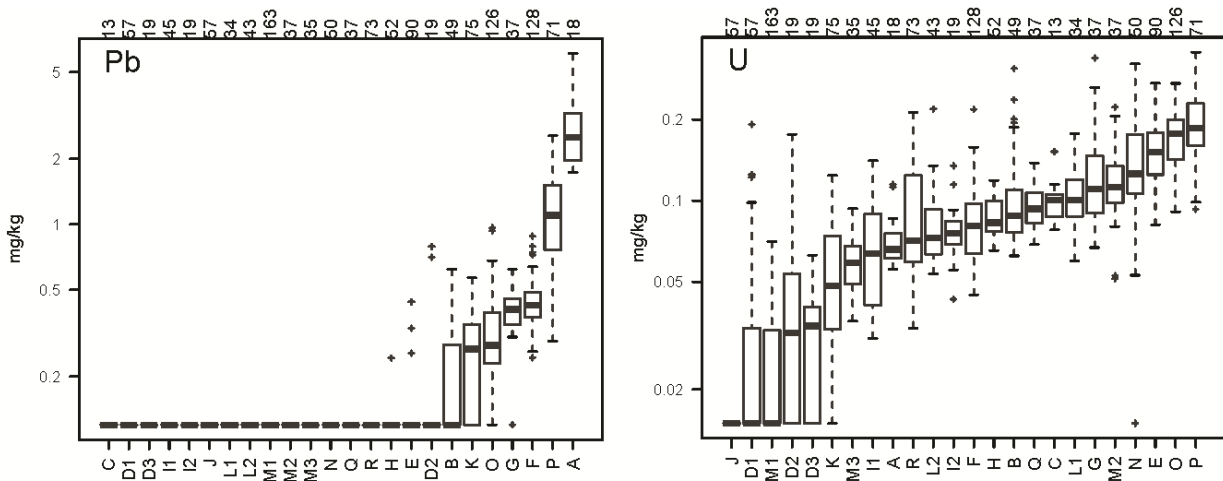 13 57 19 45 19 57 34 43 163 37 35 50 37 73 52 90 19 49 75 126 37 128 71 18
Pb
mg/kg
5
2
1
0.5
0.2
C D1 D3 I1 I2 J L1 L2 M1 M2 M3 N Q R H E D2 B K O G F P A
57 57 163 19 19 75 35 45 18 73 43 19 128 52 49 37 13 34 37 37 50 90 126 71
U
mg/kg
0.2
0.1
0.05
0.02
J D1 M1 D2 D3 K M3 I1 A R L2 I2 F H B Q C L1 G M2 N E O P